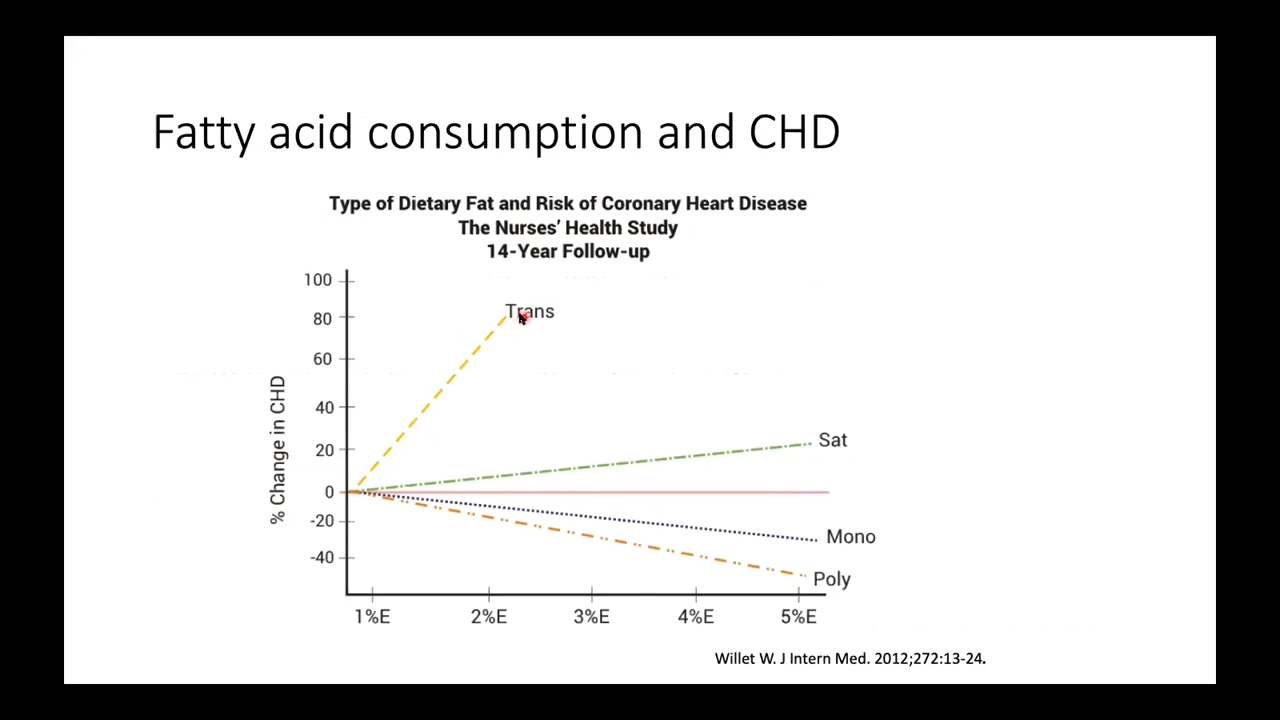 Fatty acid consumption and CHD
Type of Dietary Fat and Risk of Coronary Heart Disease
The Nurses’ Health Study
14-Year Follow-up
% Change in CHD
100
80
60
40
20
0
-20
-40
Trans
Sat
Mono
Poly
1%E 2%E 3%E 4%E 5%E
Willet W. J Intern Med. 2012;272:13-24.